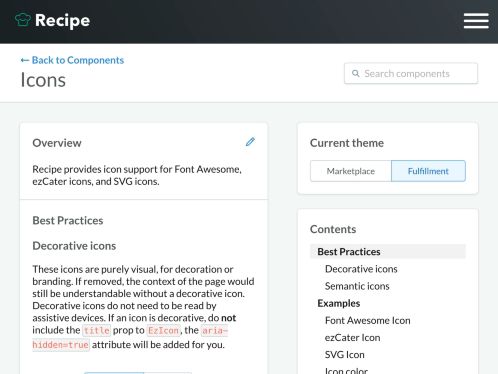 Recipe
← Back to Components
Icons
Search components
Overview
Recipe provides icon support for Font Awesome,
ezCater icons, and SVG icons.
Best Practices
Decorative icons
These icons are purely visual, for decoration or
branding. If removed, the context of the page would
still be understandable without a decorative icon.
Decorative icons do not need to be read by
assistive devices. If an icon is decorative, do not
include the title prop to EzIcon, the aria-
hidden=true attribute will be added for you.
Current theme
Marketplace
Fulfillment
Contents
Best Practices
Decorative icons
Semantic icons
Examples
Font Awesome Icon
ezCater Icon
SVG Icon
Icon color